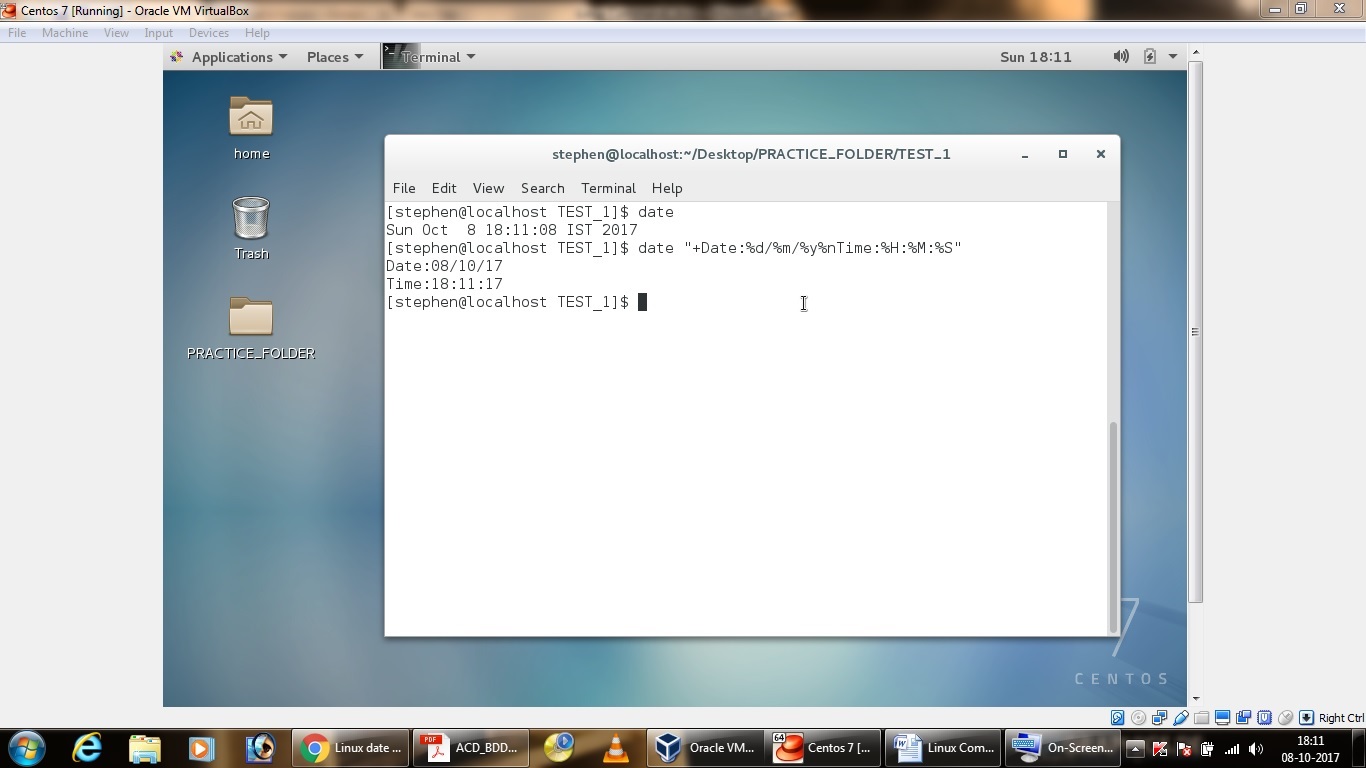 Centos 7 [Running] - Oracle VM VirtualBox
File Machine View Input Devices Help
Applications Places Terminal Sun 18:11
home
Trash
PRACTICE_FOLDER
stephen@localhost:~/Desktop/PRACTICE_FOLDER/TEST_1
File Edit View Search Terminal Help
[stephen@localhost TEST_1]$ date
Sun Oct  8 18:11:08 IST 2017
[stephen@localhost TEST_1]$ date "+Date:%d/%m/%y%nTime:%H:%M:%S"
Date:08/10/17
Time:18:11:17
[stephen@localhost TEST_1]$
7
CENTOS
Right Ctrl
Linux date ...
PDF
ACD_BDD...
Oracle VM...
64
Centos 7 [...
Linux Com...
On-Screen...
18:11
08-10-2017